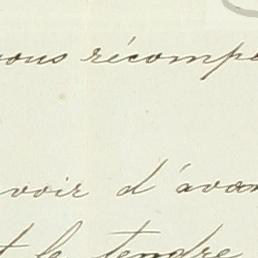 vous récompe
voir d'avan
t le tendre